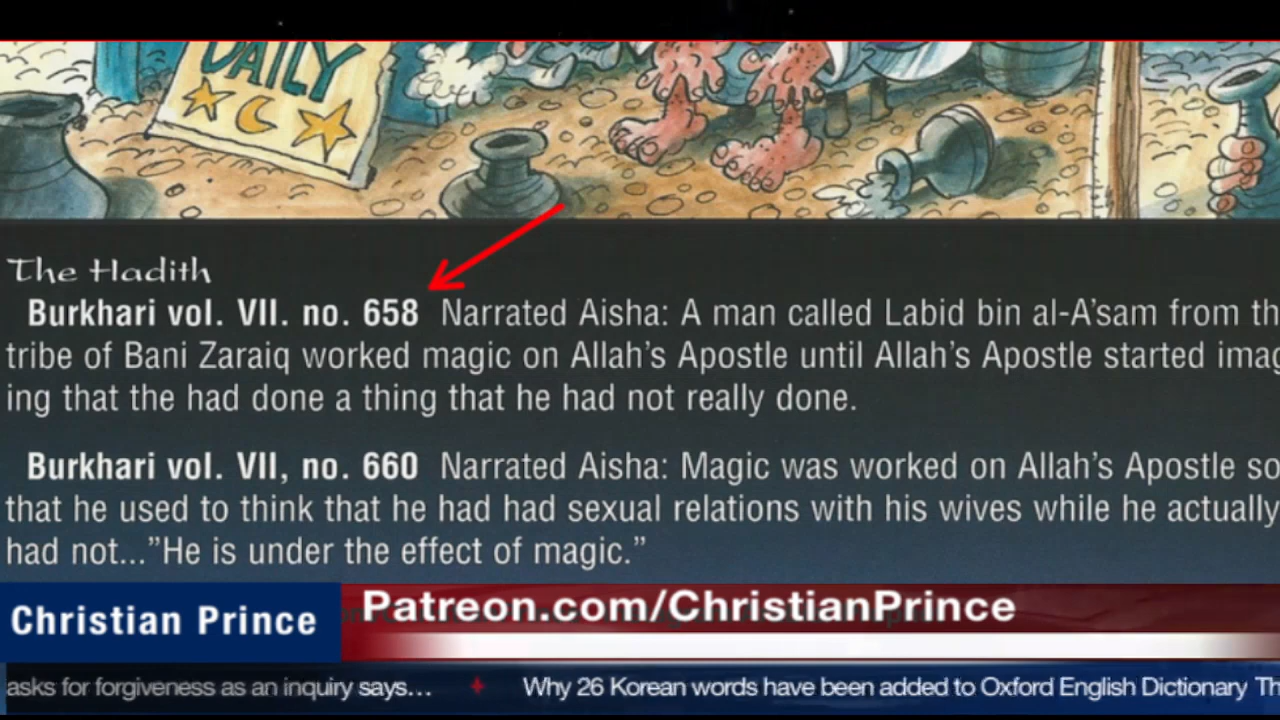 DAILY
The Hadith
Burkhari vol. VII. no. 658 Narrated Aisha: A man called Labid bin al-A'sam from th
tribe of Bani Zaraiq worked magic on Allah's Apostle until Allah's Apostle started imag
ing that the had done a thing that he had not really done.
Burkhari vol. VII, no. 660 Narrated Aisha: Magic was worked on Allah's Apostle so
that he used to think that he had had sexual relations with his wives while he actually
had not..."He is under the effect of magic."
Christian Prince
Patreon.com/ChristianPrince
asks for forgiveness as an inquiry says... Why 26 Korean words have been added to Oxford English Dictionary Th